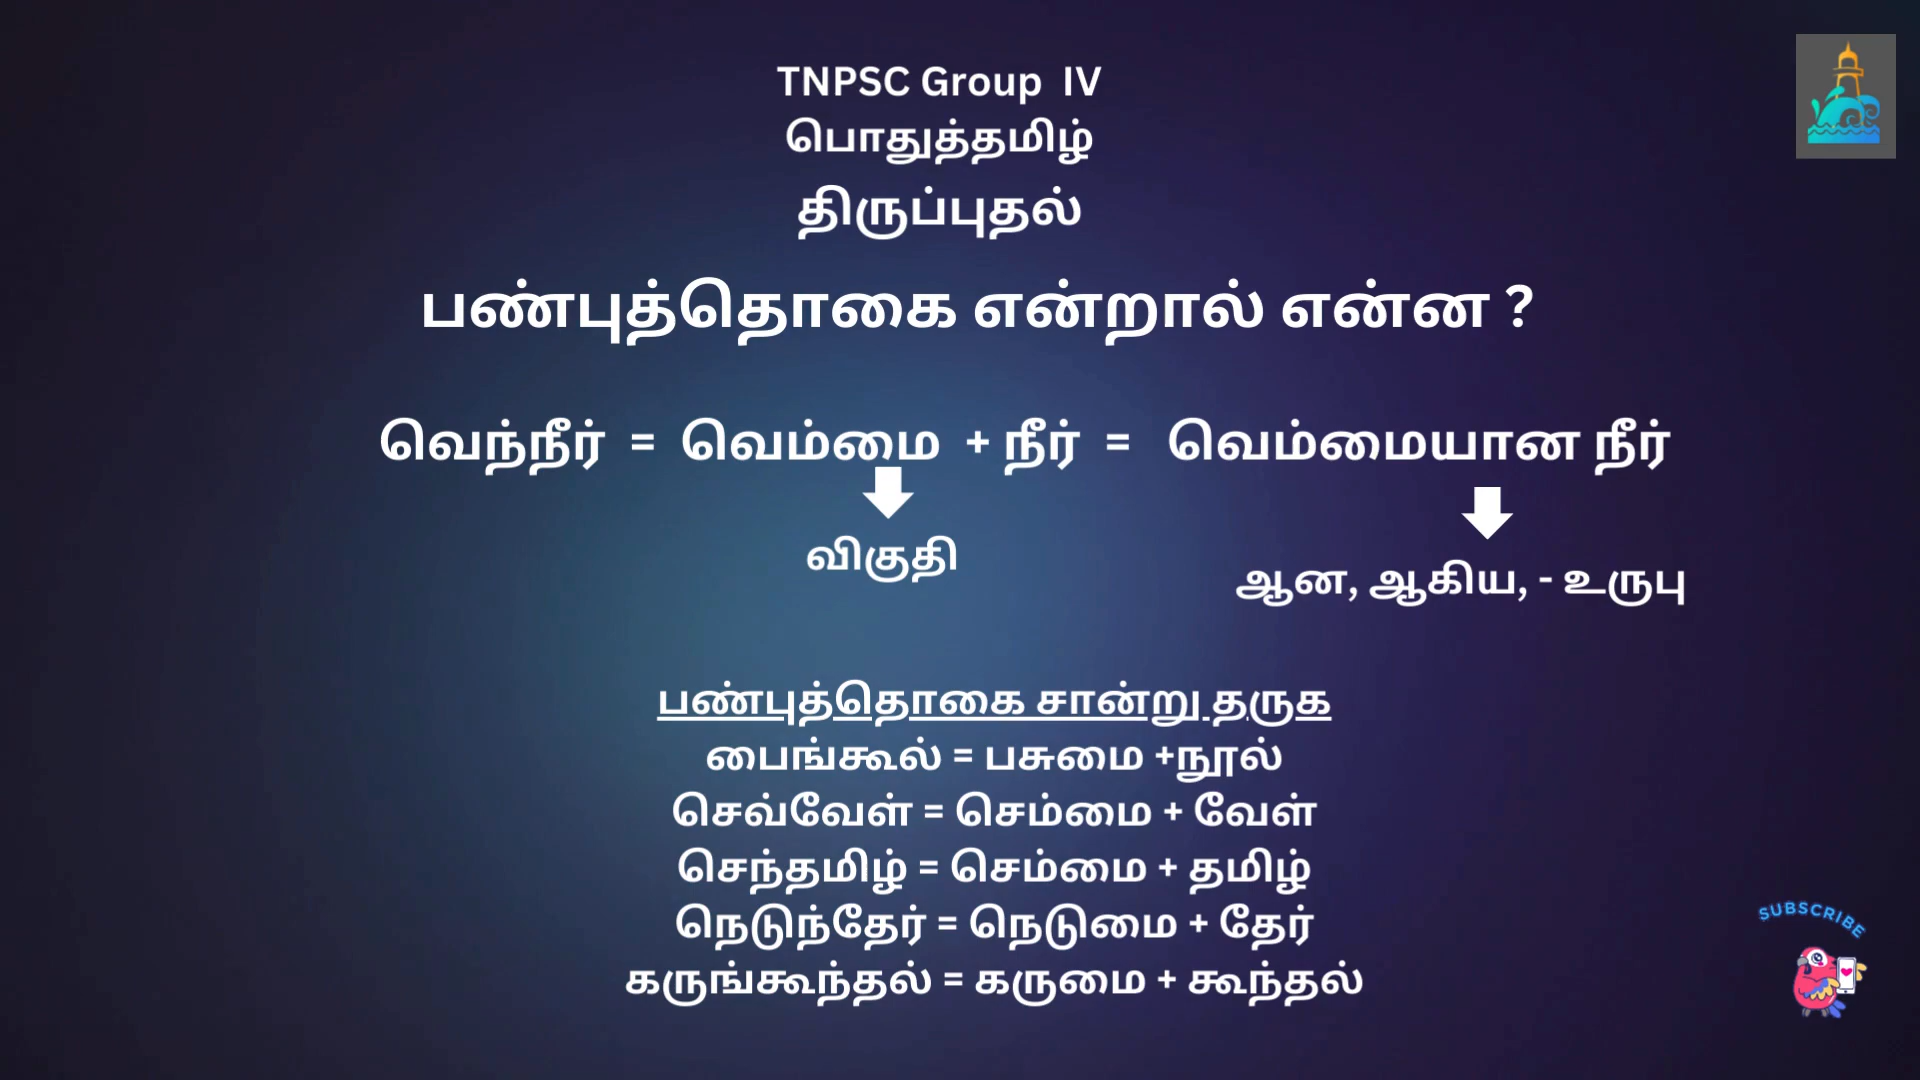 TNPSC Group IV
பொதுத்தமிழ்
திருப்புதல்
பண்புத்தொகை என்றால் என்ன ?
வெந்நீர் = வெம்மை + நீர் = வெம்மையான நீர்
விகுதி
ஆன, ஆகிய, - உருபு
பண்புத்தொகை சான்று தருக
பைங்கூல் = பசுமை +நூல்
செவ்வேள் = செம்மை + வேள்
செந்தமிழ் = செம்மை + தமிழ்
நெடுந்தேர் = நெடுமை + தேர்
கருங்கூந்தல் = கருமை + கூந்தல்
SUBSCRIBE